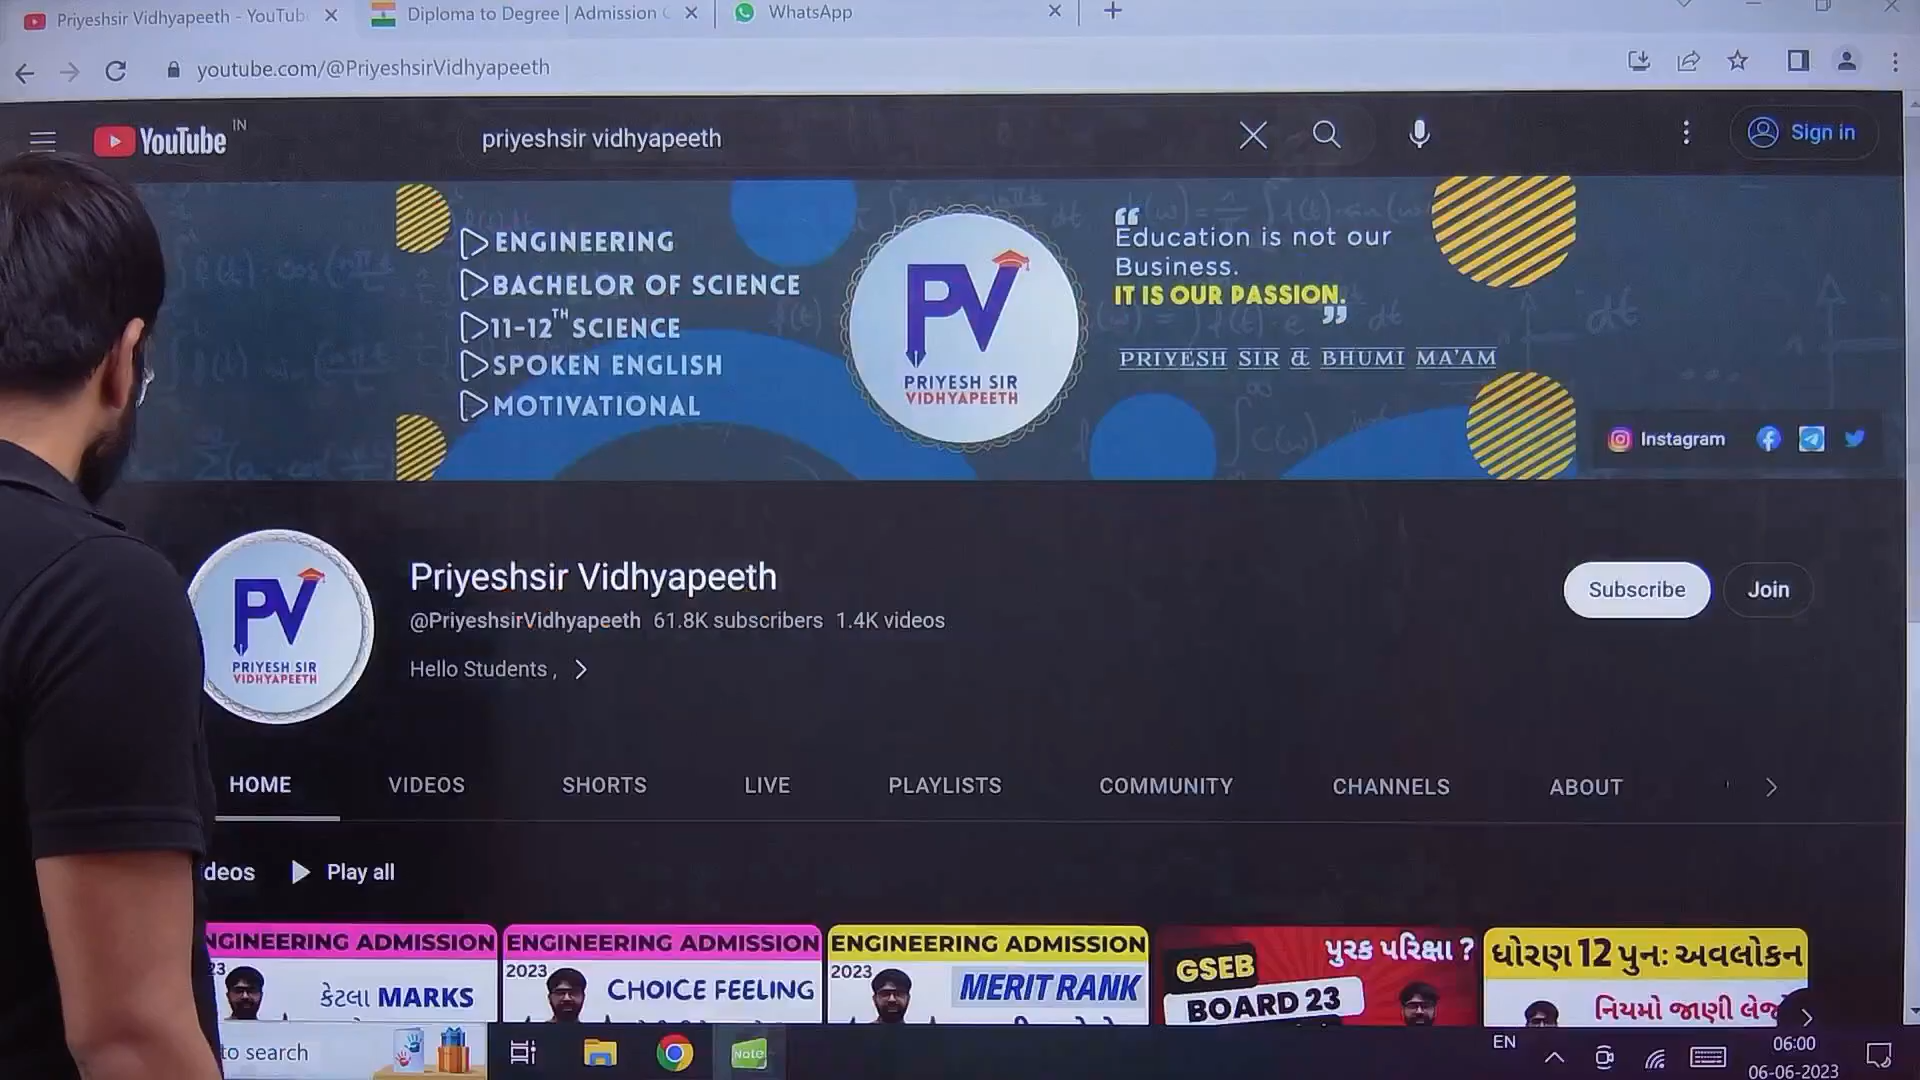 Priyeshsir Vidhyapeeth - YouTub
Diploma to Degree | Admission
WhatsApp
youtube.com/@PriyeshsirVidhyapeeth
YouTube IN
priyeshsir vidhyapeeth
Sign in
ENGINEERING
BACHELOR OF SCIENCE
11-12TH SCIENCE
SPOKEN ENGLISH
MOTIVATIONAL
PV
PRIYESH SIR
VIDHYAPEETH
“
Education is not our
Business.
IT IS OUR PASSION.
”
PRIYESH SIR & BHUMI MA'AM
Instagram
PV
PRIYESH SIR
VIDHYAPEETH
Priyeshsir Vidhyapeeth
@PriyeshsirVidhyapeeth 61.8K subscribers 1.4K videos
Hello Students ,
Subscribe
Join
HOME
VIDEOS
SHORTS
LIVE
PLAYLISTS
COMMUNITY
CHANNELS
ABOUT
deos
Play all
NGINEERING ADMISSION
23
કેટલા MARKS
ENGINEERING ADMISSION
2023
CHOICE FEELING
ENGINEERING ADMISSION
2023
MERIT RANK
પુરક પરિક્ષા ?
GSEB
BOARD 23
ધોરણ 12 પુન: અવલોકન
નિયમો જાણી લેજો
to search
Note
EN
06:00
06-06-2023